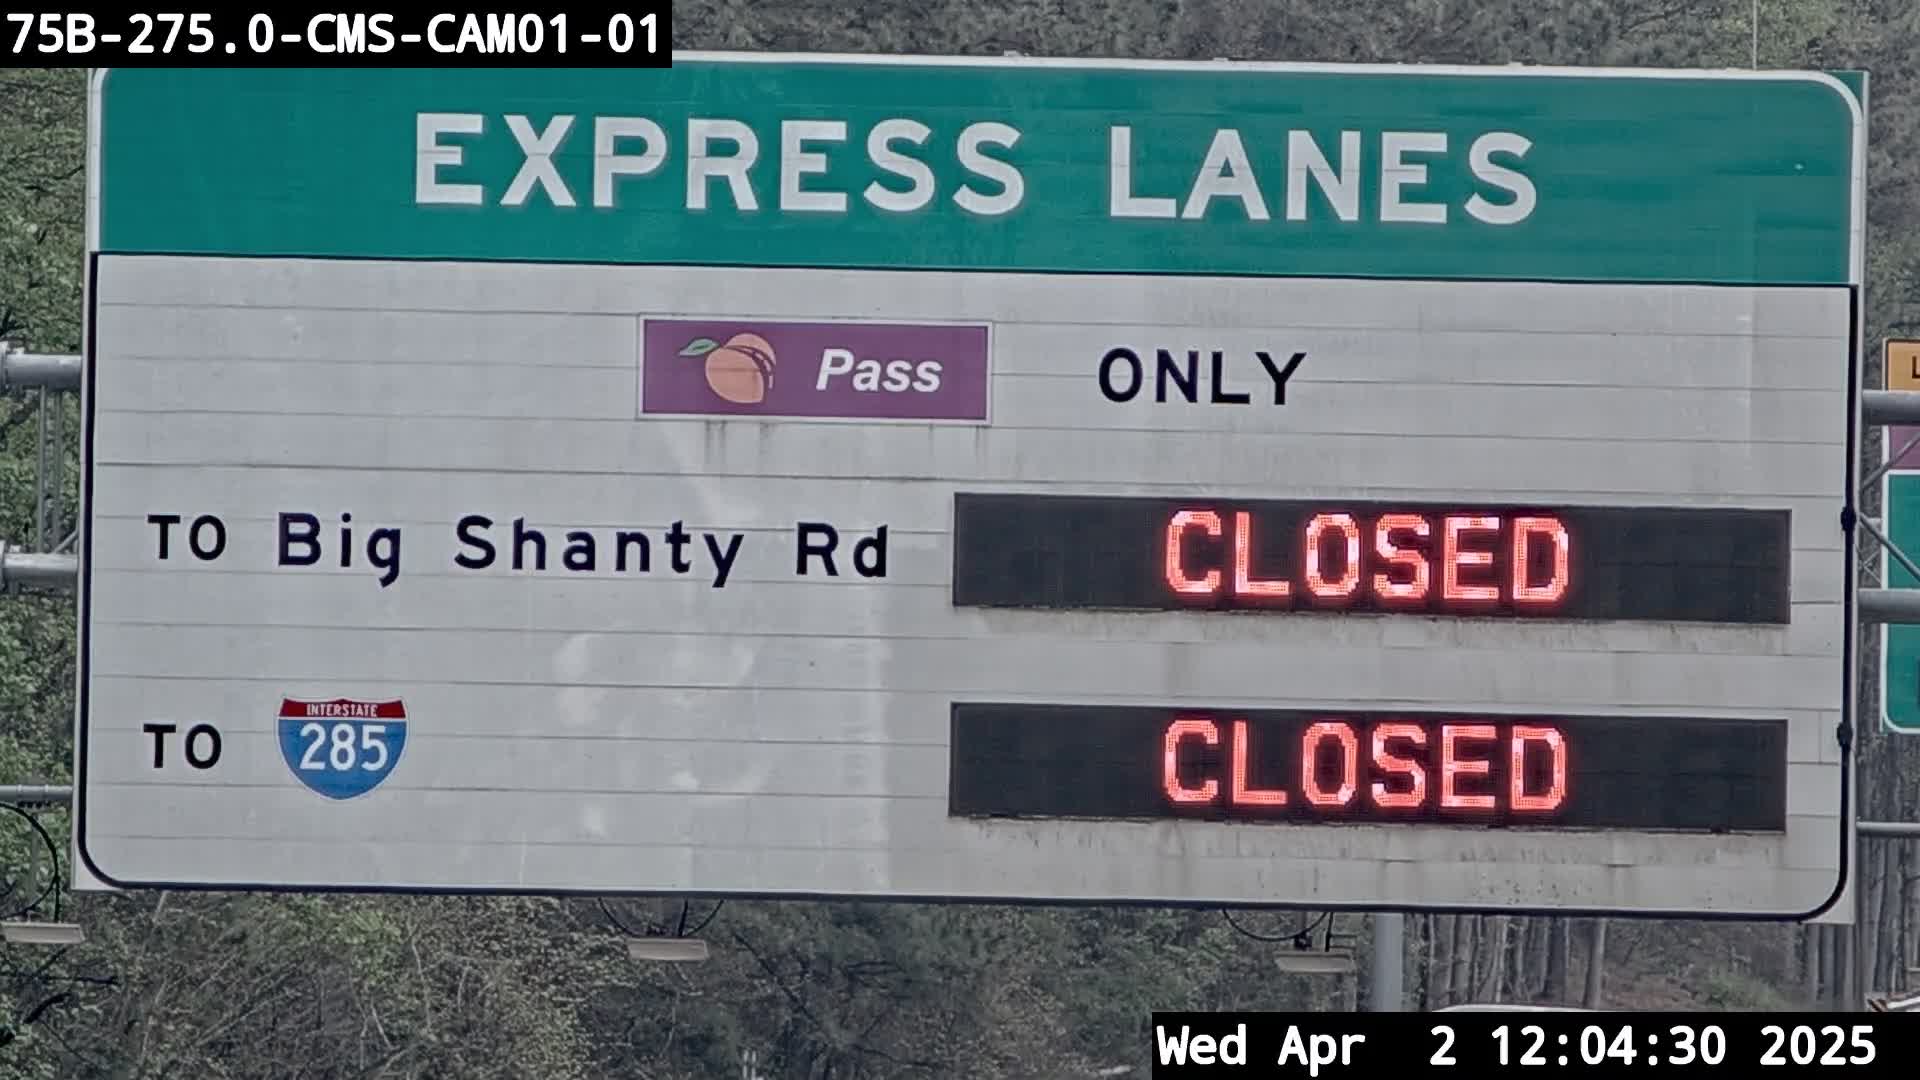 75B-275.0-CMS-CAM01-01
EXPRESS LANES
Pass ONLY
TO Big Shanty Rd CLOSED
TO INTERSTATE 285 CLOSED
Wed Apr 2 12:04:30 2025